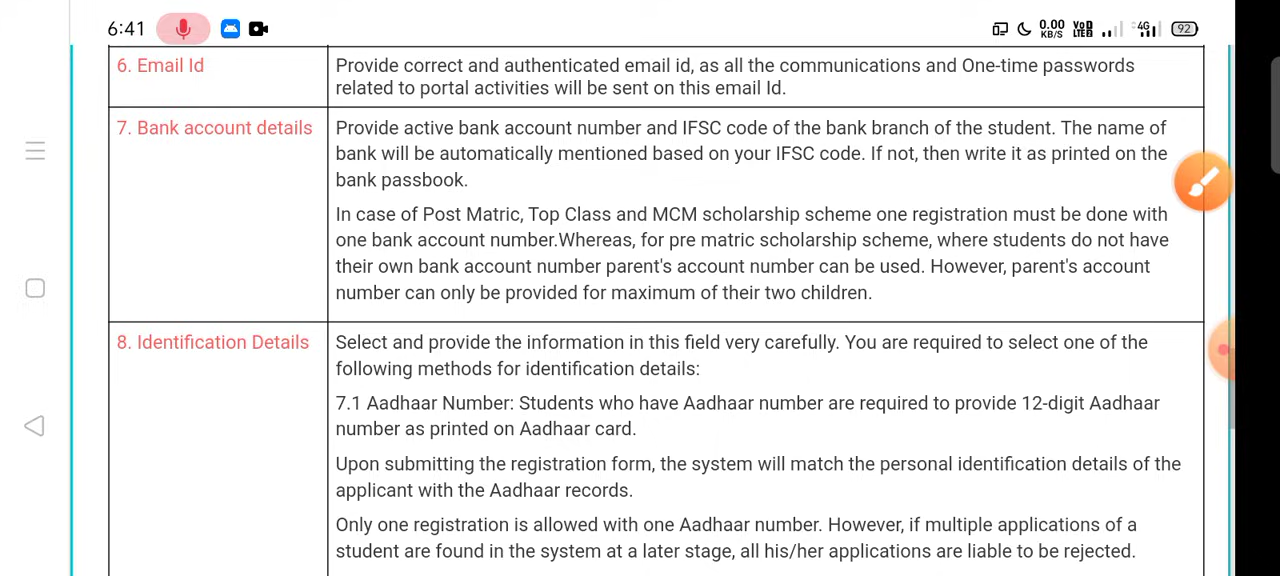 6:41
0.00
KB/S
4G
92
6. Email Id
Provide correct and authenticated email id, as all the communications and One-time passwords
related to portal activities will be sent on this email Id.
7. Bank account details
Provide active bank account number and IFSC code of the bank branch of the student. The name of
bank will be automatically mentioned based on your IFSC code. If not, then write it as printed on the
bank passbook.
In case of Post Matric, Top Class and MCM scholarship scheme one registration must be done with
one bank account number.Whereas, for pre matric scholarship scheme, where students do not have
their own bank account number parent's account number can be used. However, parent's account
number can only be provided for maximum of their two children.
8. Identification Details
Select and provide the information in this field very carefully. You are required to select one of the
following methods for identification details:
7.1 Aadhaar Number: Students who have Aadhaar number are required to provide 12-digit Aadhaar
number as printed on Aadhaar card.
Upon submitting the registration form, the system will match the personal identification details of the
applicant with the Aadhaar records.
Only one registration is allowed with one Aadhaar number. However, if multiple applications of a
student are found in the system at a later stage, all his/her applications are liable to be rejected.